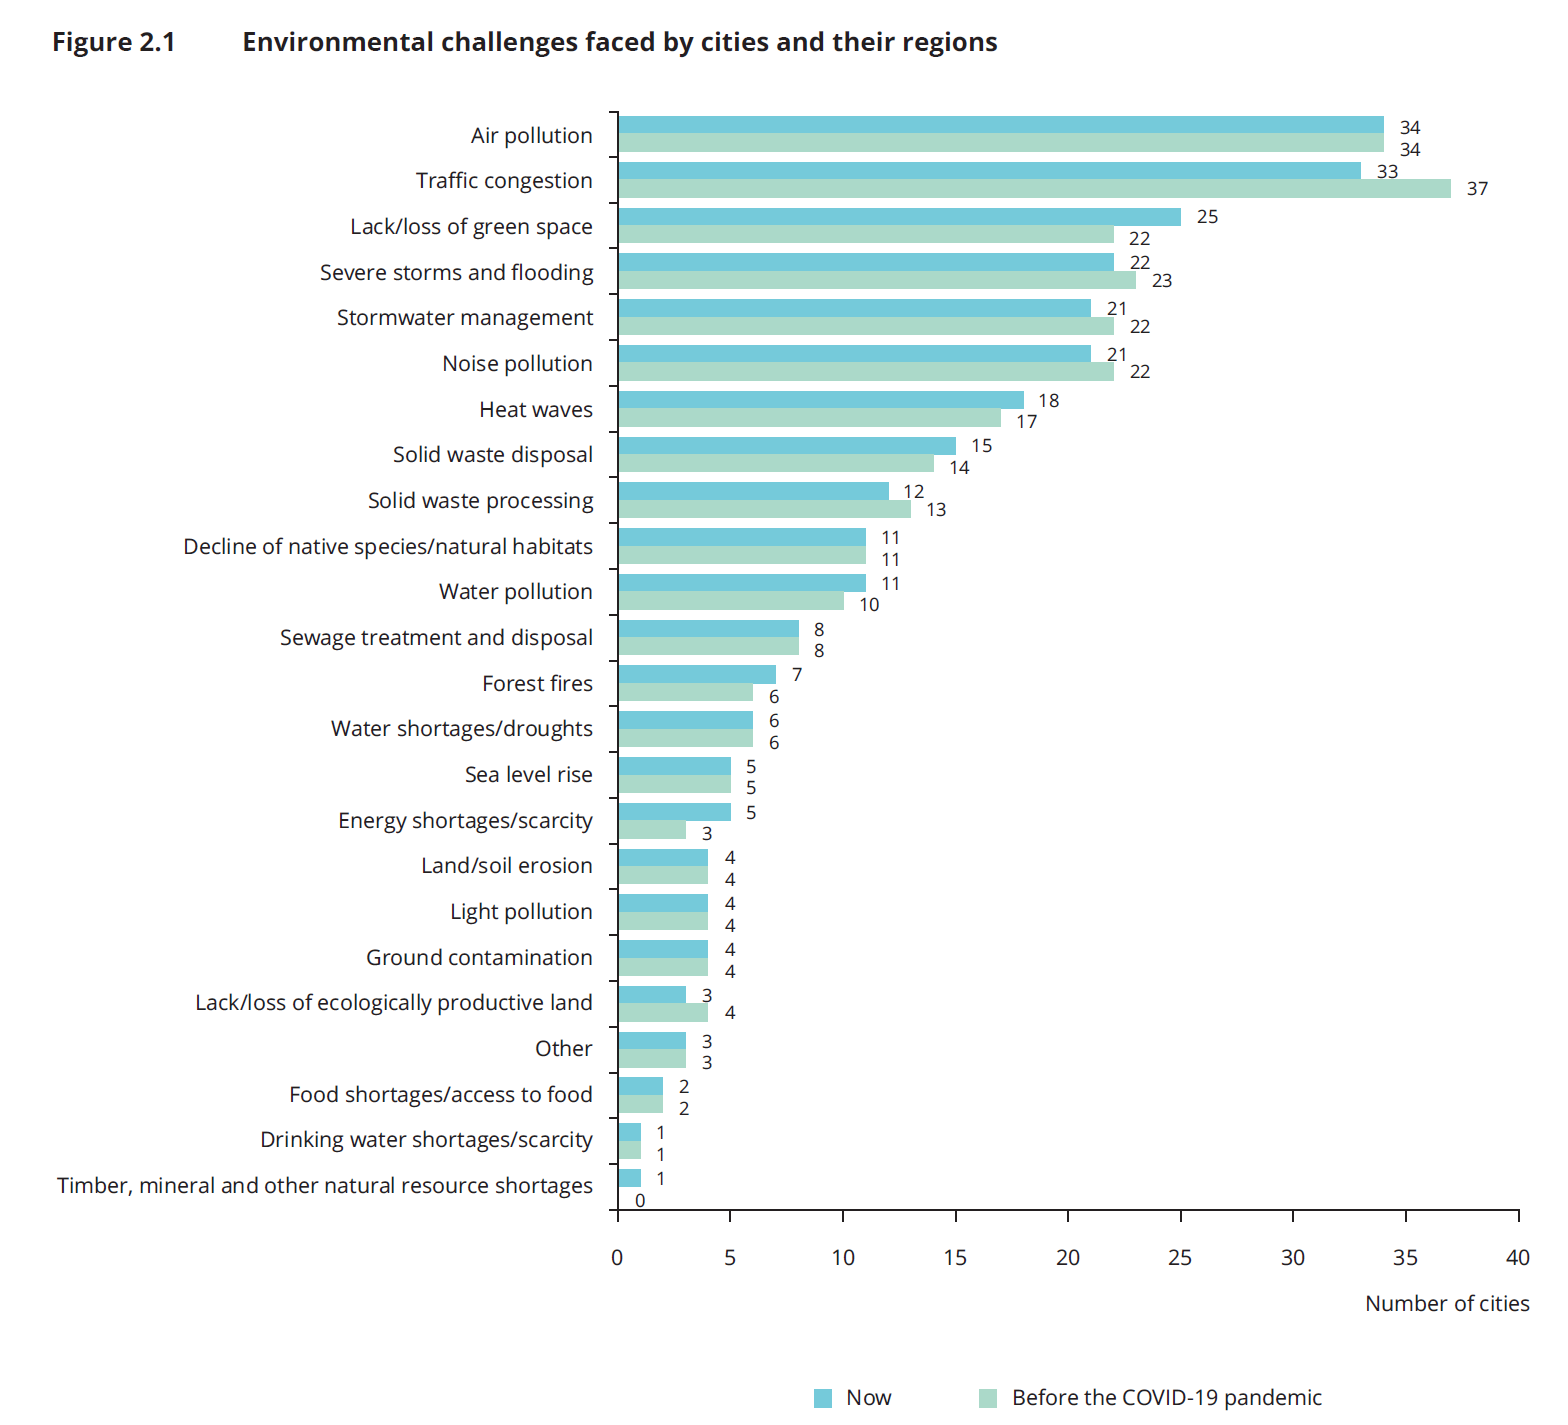 Figure 2.1 Environmental challenges faced by cities and their regions
Air pollution 34
34
Traffic congestion 33
37
Lack/loss of green space 25
22
Severe storms and flooding 22
23
Stormwater management 21
22
Noise pollution 21
22
Heat waves 18
17
Solid waste disposal 15
14
Solid waste processing 12
13
Decline of native species/natural habitats 11
11
Water pollution 11
10
Sewage treatment and disposal 8
8
Forest fires 7
6
Water shortages/droughts 6
6
Sea level rise 5
5
Energy shortages/scarcity 5
3
Land/soil erosion 4
4
Light pollution 4
4
Ground contamination 4
4
Lack/loss of ecologically productive land 3
4
Other 3
3
Food shortages/access to food 2
2
Drinking water shortages/scarcity 1
1
Timber, mineral and other natural resource shortages 1
0
0 5 10 15 20 25 30 35 40
Number of cities
Now Before the COVID-19 pandemic